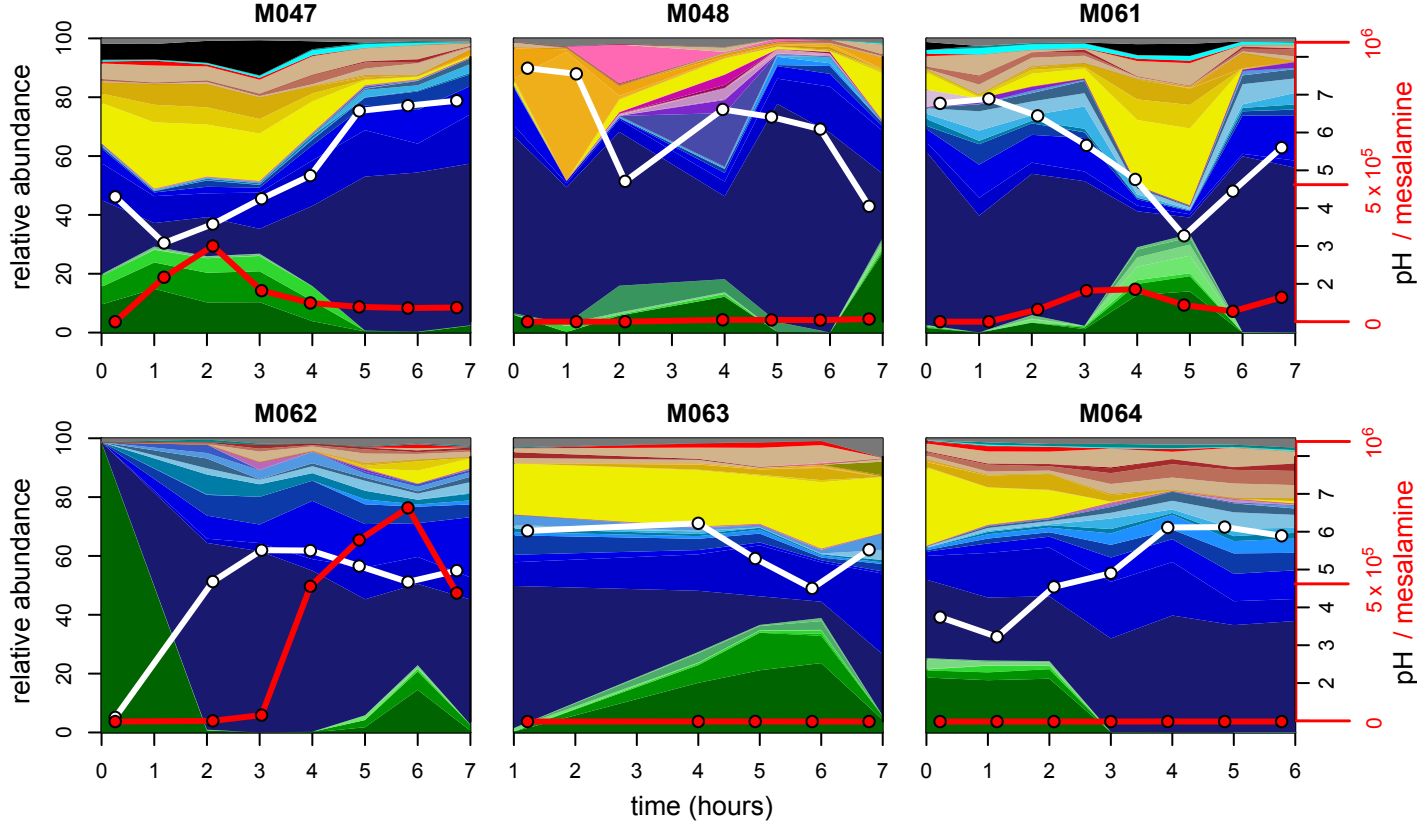 M047 M048 M061
relative abundance
0 20 40 60 80 100
0 1 2 3 4 5 6 7
0 1 2 3 4 5 6 7
0 1 2 3 4 5 6 7
2 3 4 5 6 7
pH / mesalamine
0 5 x 10^5 10^6
M062 M063 M064
relative abundance
0 20 40 60 80 100
0 1 2 3 4 5 6 7
1 2 3 4 5 6 7
0 1 2 3 4 5 6
2 3 4 5 6 7
pH / mesalamine
0 5 x 10^5 10^6
time (hours)